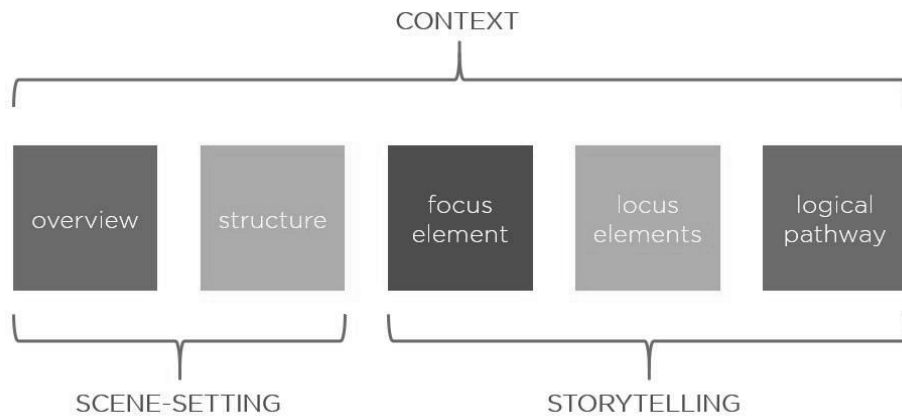 CONTEXT
overview
structure
focus
element
locus
elements
logical
pathway
SCENE-SETTING
STORYTELLING